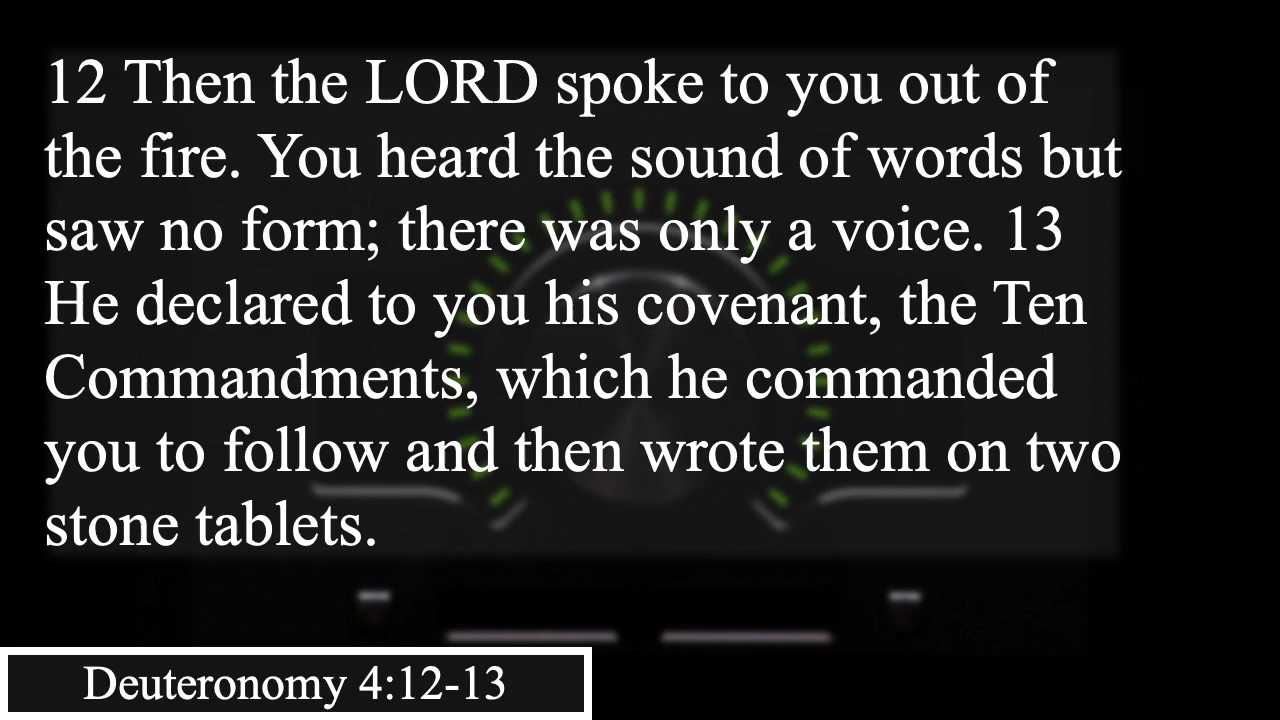 12 Then the LORD spoke to you out of
the fire. You heard the sound of words but
saw no form; there was only a voice. 13
He declared to you his covenant, the Ten
Commandments, which he commanded
you to follow and then wrote them on two
stone tablets.
Deuteronomy 4:12-13